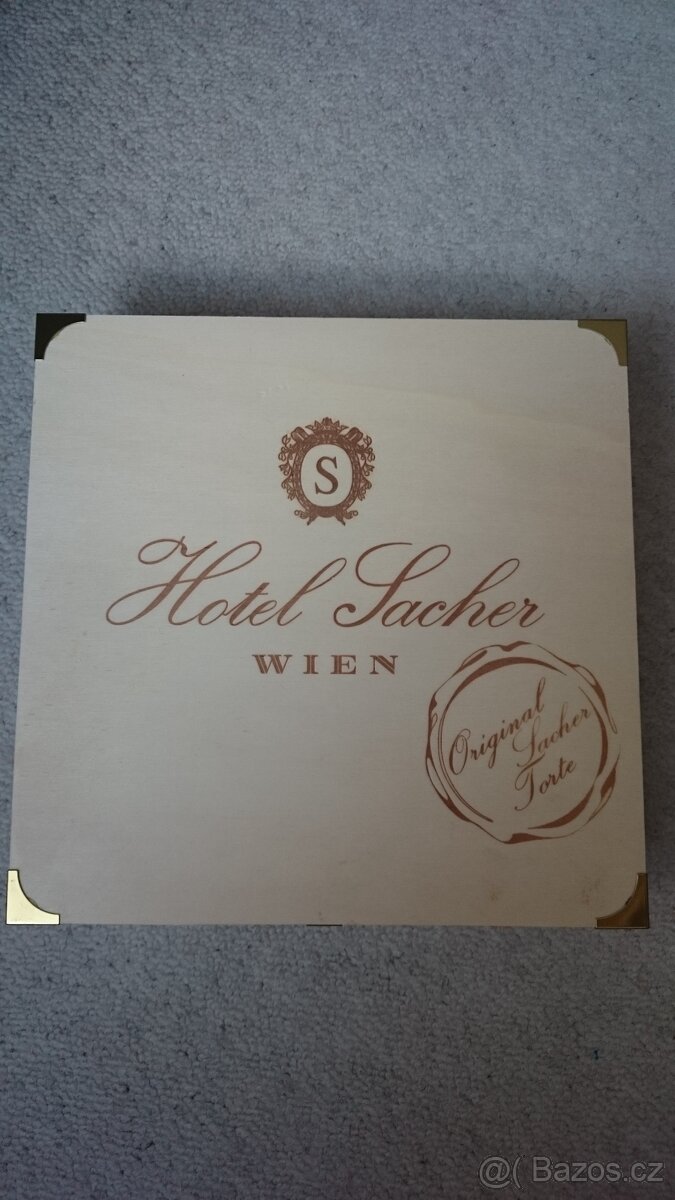 S
Hotel Sacher
WIEN
Original
Sacher
Torte
@( Bazos.cz